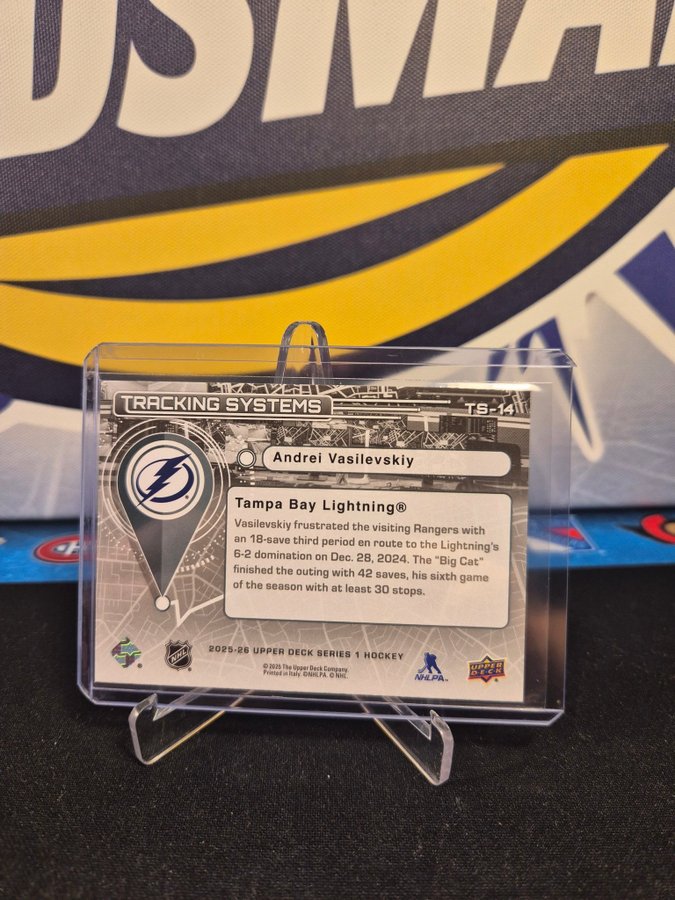 DSMA
TRACKING SYSTEMS
TS-14
Andrei Vasilevskiy
Tampa Bay Lightning®
Vasilevskiy frustrated the visiting Rangers with
an 18-save third period en route to the Lightning's
6-2 domination on Dec. 28, 2024. The "Big Cat"
finished the outing with 42 saves, his sixth game
of the season with at least 30 stops.
NHL
2025-26 UPPER DECK SERIES 1 HOCKEY
© 2025 The Upper Deck Company.
Printed in Italy. ©NHLPA. © NHL.
NHLPA™
UPPER
DECK